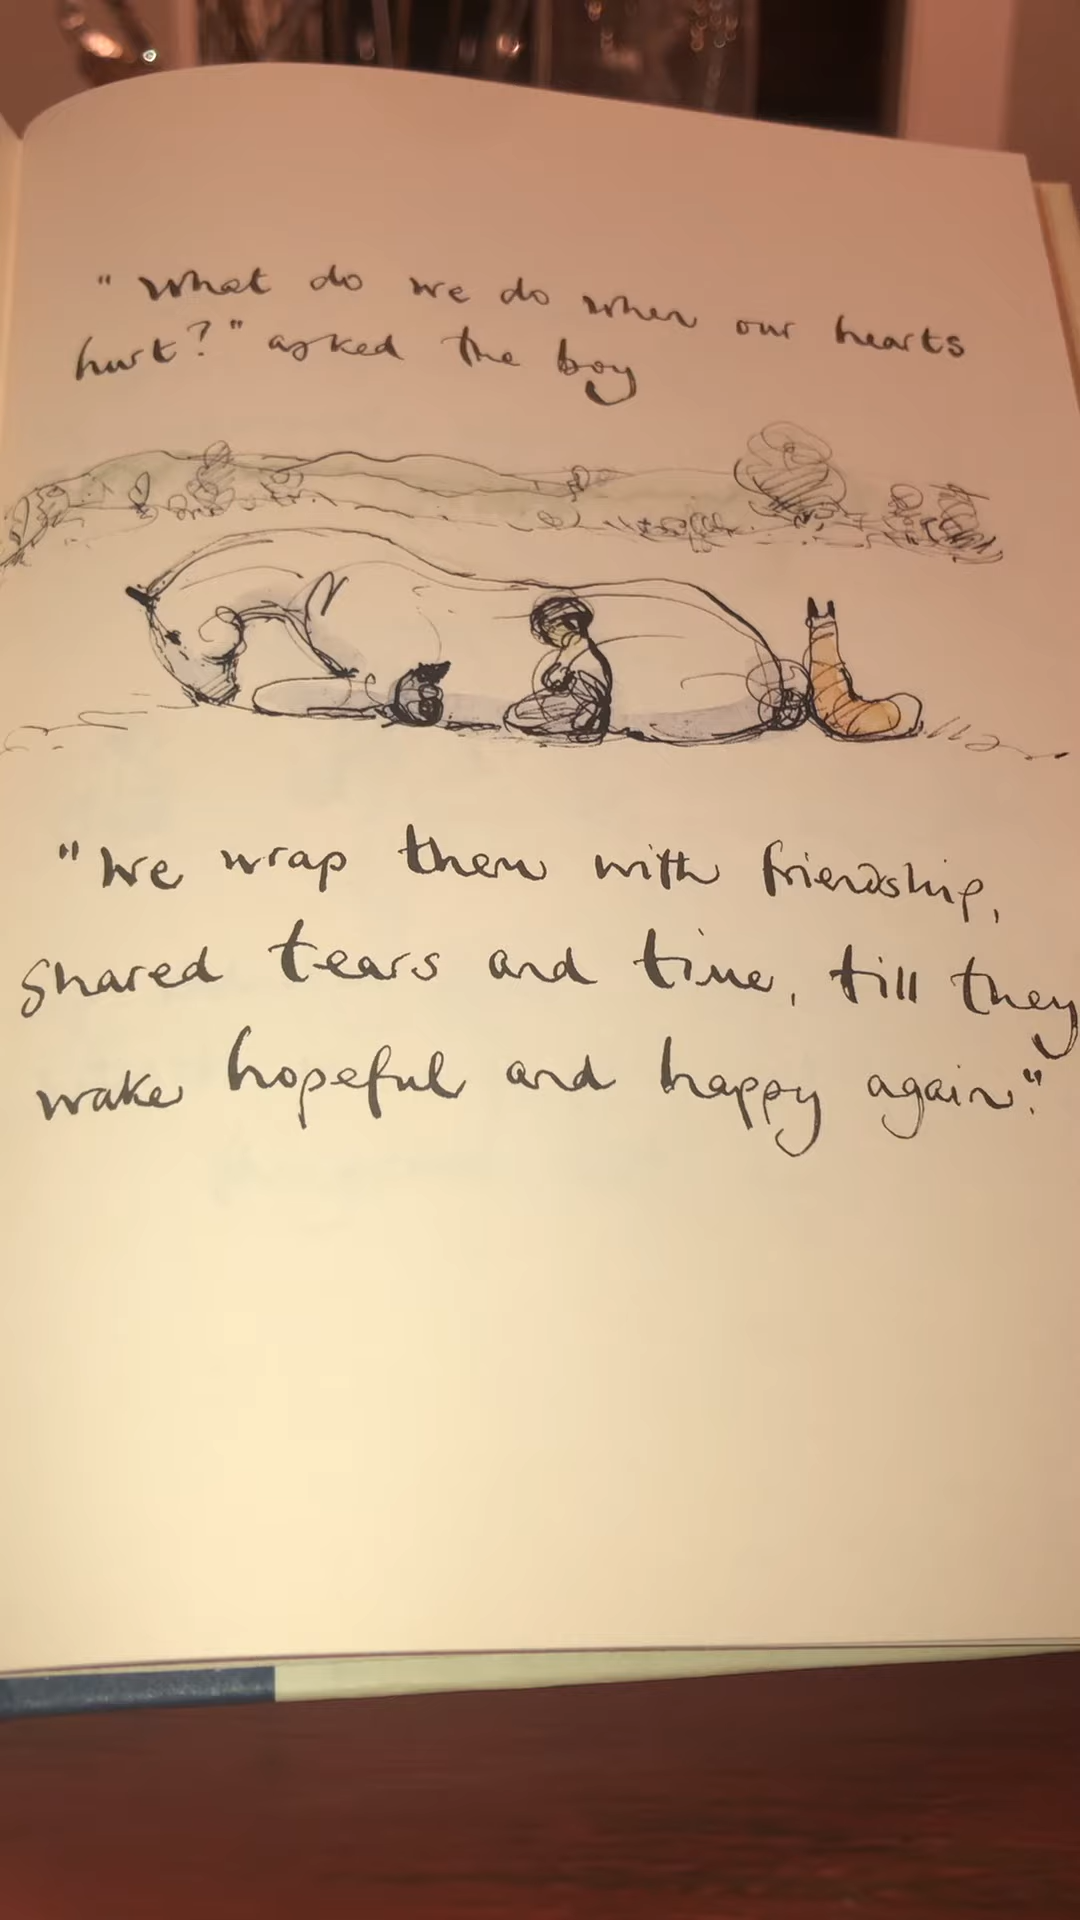 "What do we do when our hearts
hurt?" asked the boy
"We wrap them with friendship,
shared tears and time, till they
wake hopeful and happy again."